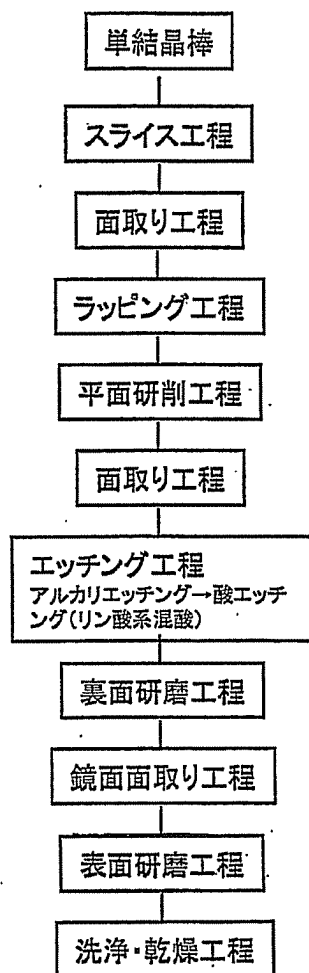 単結晶棒
スライス工程
面取り工程
ラッピング工程
平面研削工程
面取り工程
エッチング工程
アルカリエッチング→酸エッチ
ング(リン酸系混酸)
裏面研磨工程
鏡面面取り工程
表面研磨工程
洗浄・乾燥工程